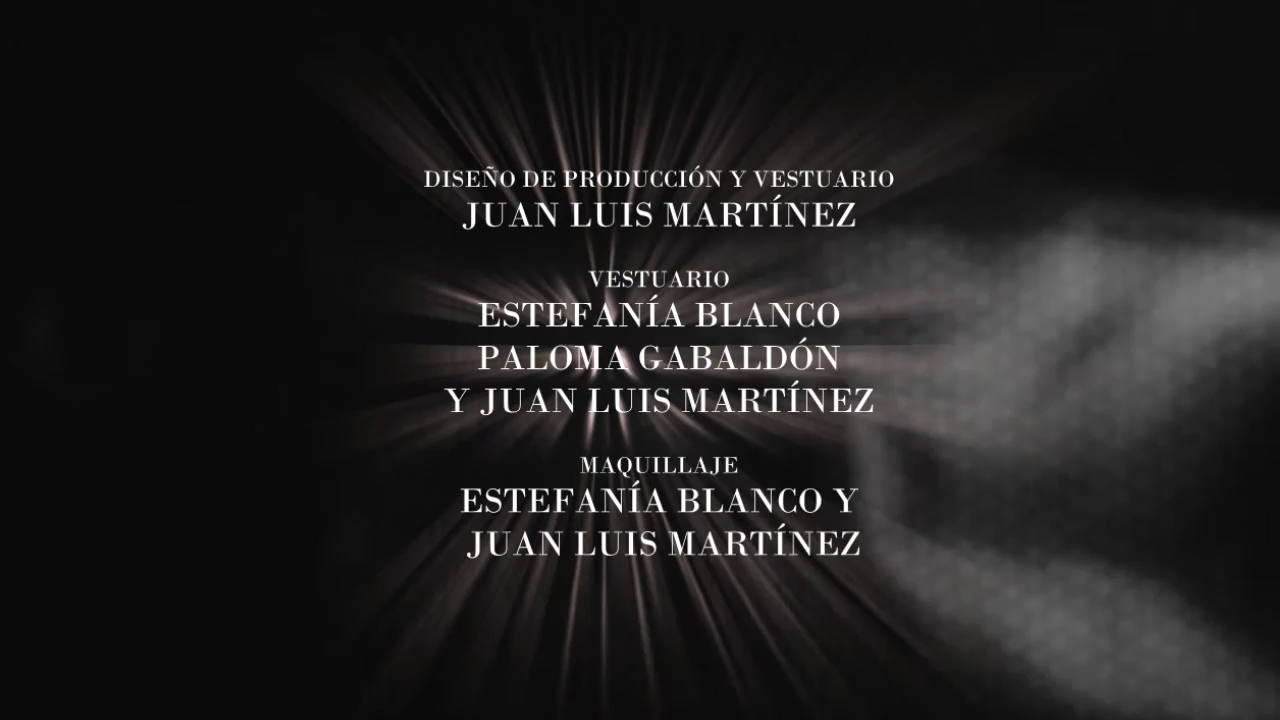 DISEÑO DE PRODUCCIÓN Y VESTUARIO
JUAN LUIS MARTÍNEZ
VESTUARIO
ESTEFANÍA BLANCO
PALOMA GABALDÓN
Y JUAN LUIS MARTÍNEZ
MAQUILLAJE
ESTEFANÍA BLANCO Y
JUAN LUIS MARTÍNEZ